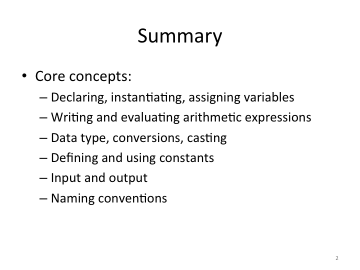 Summary
• Core concepts:
– Declaring, instantiating, assigning variables
– Writing and evaluating arithmetic expressions
– Data type, conversions, casting
– Defining and using constants
– Input and output
– Naming conventions
2